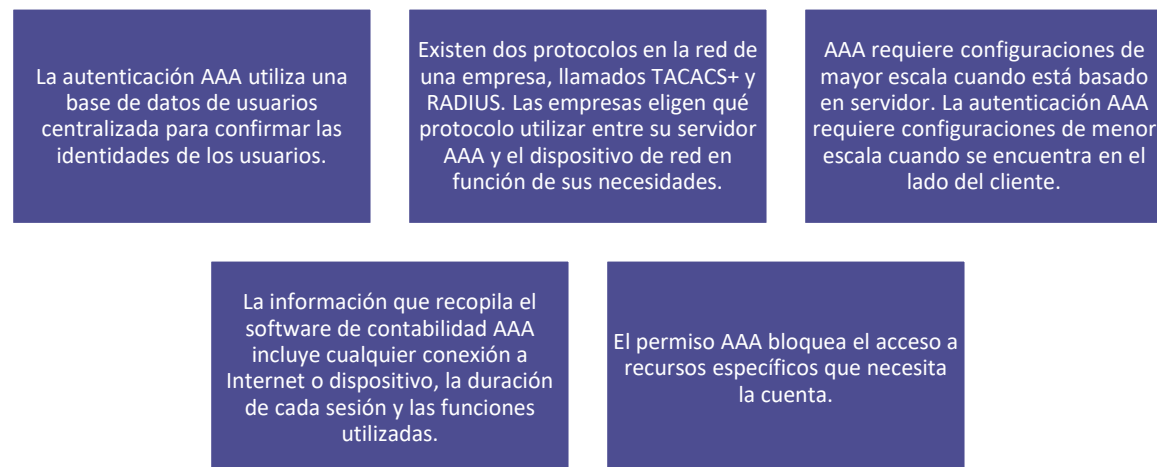 La autenticación AAA utiliza una
base de datos de usuarios
centralizada para confirmar las
identidades de los usuarios.
Existen dos protocolos en la red de
una empresa, llamados TACACS+ y
RADIUS. Las empresas eligen qué
protocolo utilizar entre su servidor
AAA y el dispositivo de red en
función de sus necesidades.
AAA requiere configuraciones de
mayor escala cuando está basado
en servidor. La autenticación AAA
requiere configuraciones de menor
escala cuando se encuentra en el
lado del cliente.
La información que recopila el
software de contabilidad AAA
incluye cualquier conexión a
Internet o dispositivo, la duración
de cada sesión y las funciones
utilizadas.
El permiso AAA bloquea el acceso a
recursos específicos que necesita
la cuenta.